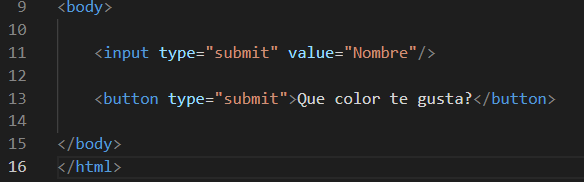 9 <body>
10
11 <input type="submit" value="Nombre"/>
12
13 <button type="submit">Que color te gusta?</button>
14
15 </body>
16 </html>